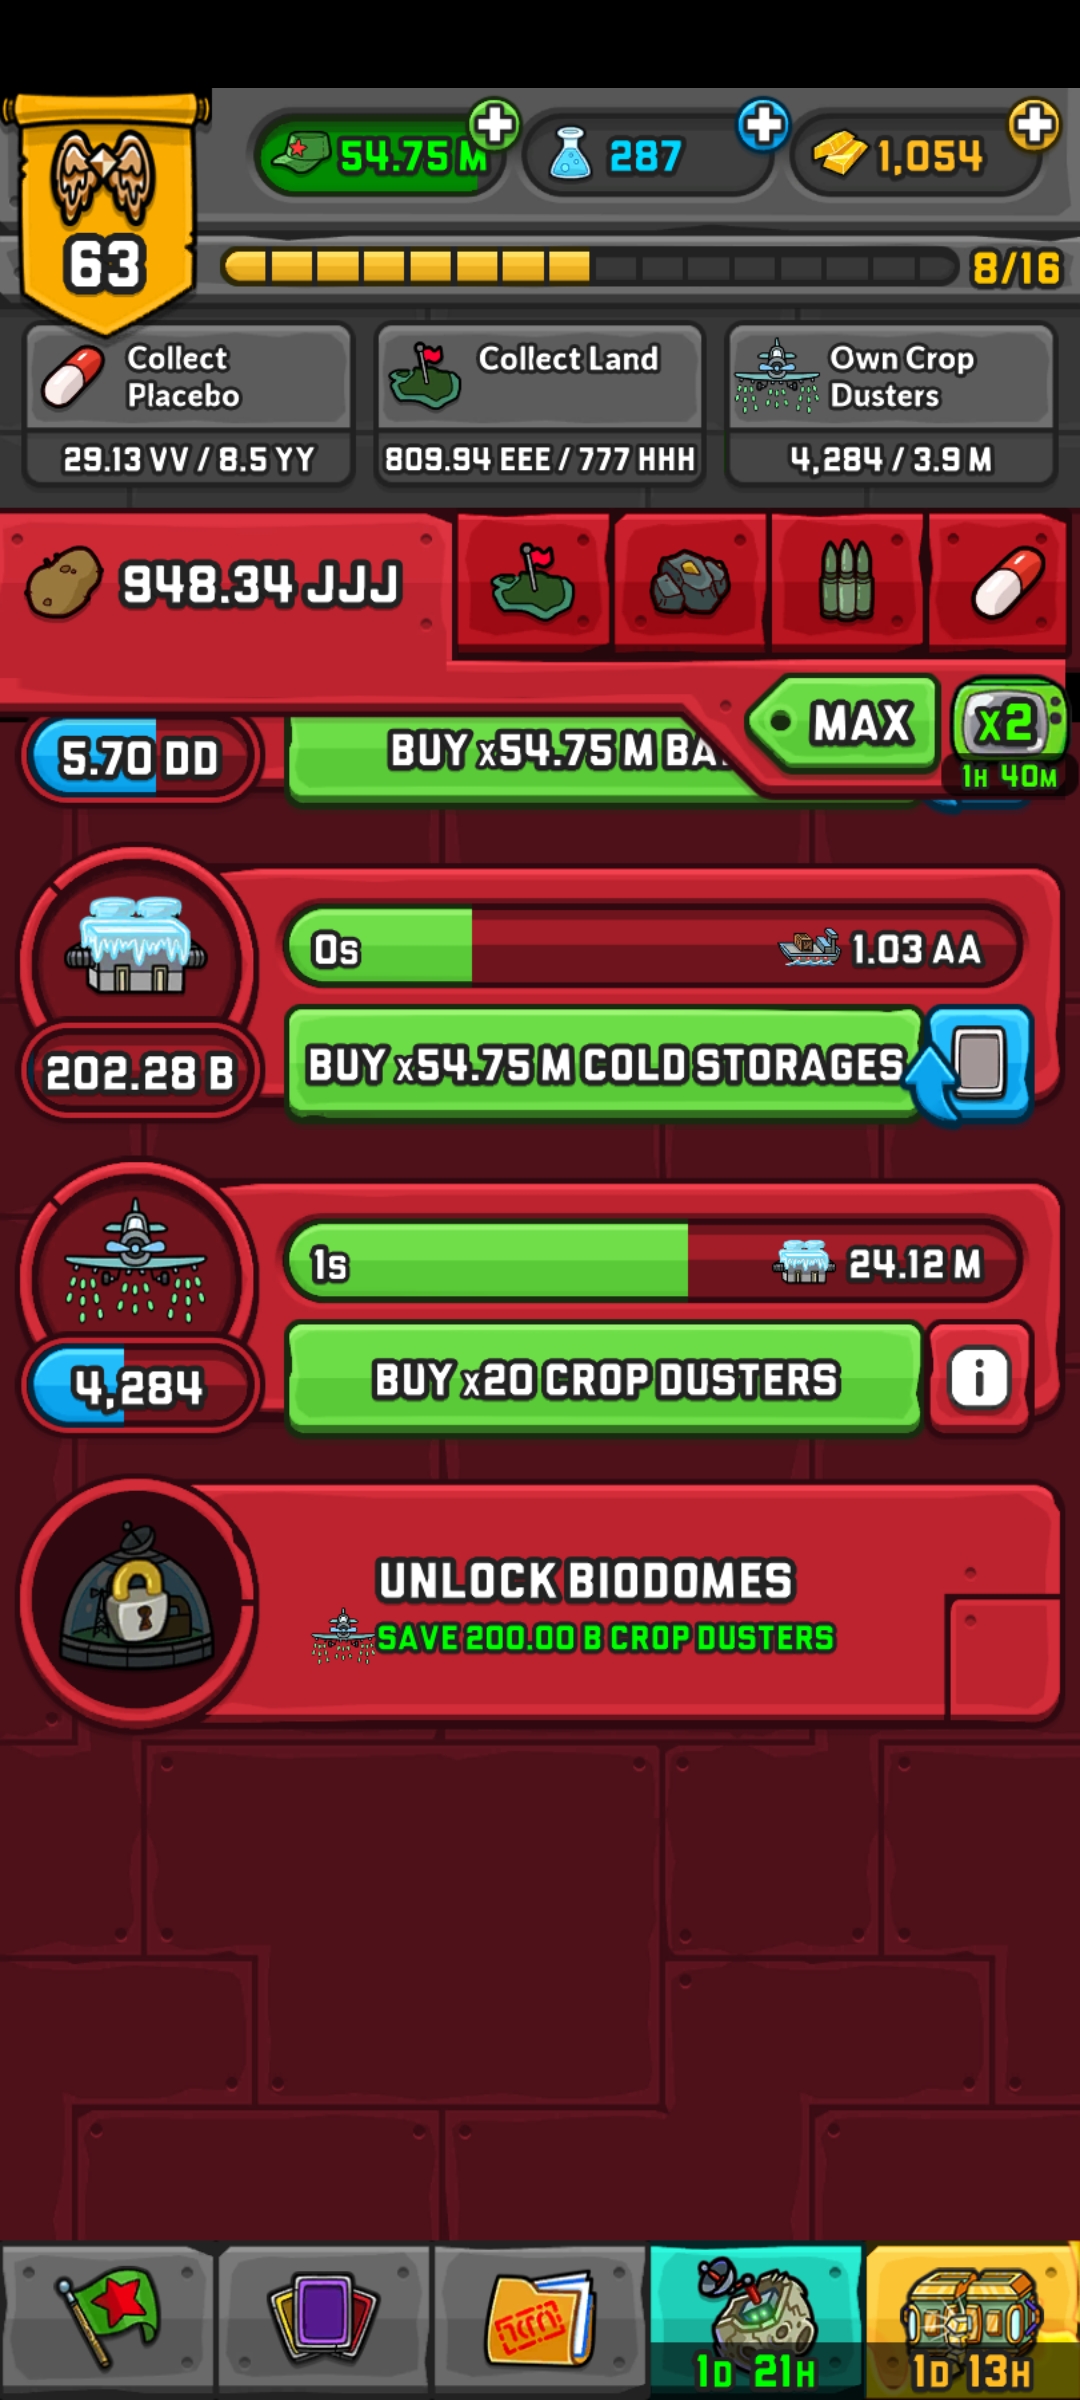 54.75 M
287
1,054
63
8/16
Collect
Placebo
29.13 VV / 8.5 YY
Collect Land
809.94 EEE / 777 HHH
Own Crop
Dusters
4,284 / 3.9 M
948.34 JJJ
MAX
X2
1H 40M
5.70 DD
BUY x54.75 M BA
0s
1.03 AA
202.28 B
BUY x54.75 M COLD STORAGES
1s
24.12 M
4,284
BUY x20 CROP DUSTERS
i
UNLOCK BIODOMES
SAVE 200.00 B CROP DUSTERS
1D 21H
1D 13H